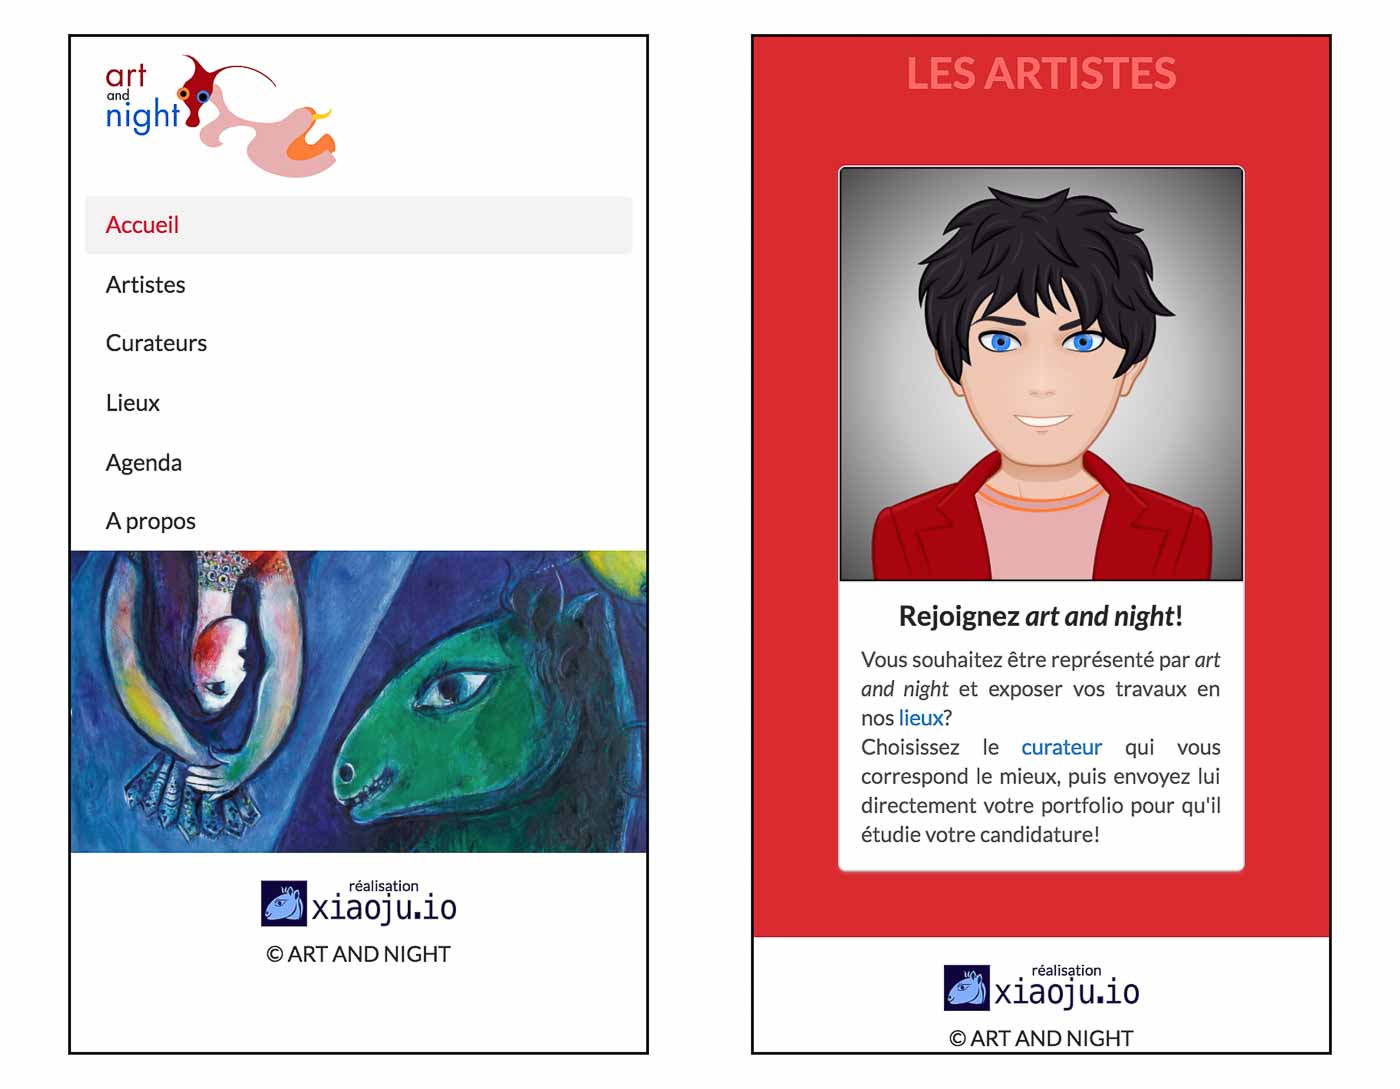 art
and
night
Accueil
Artistes
Curateurs
Lieux
Agenda
A propos
réalisation
xiaoju.io
© ART AND NIGHT
LES ARTISTES
Rejoignez art and night!
Vous souhaitez être représenté par art
and night et exposer vos travaux en
nos lieux?
Choisissez le curateur qui vous
correspond le mieux, puis envoyez lui
directement votre portfolio pour qu'il
étudie votre candidature!
réalisation
xiaoju.io
© ART AND NIGHT